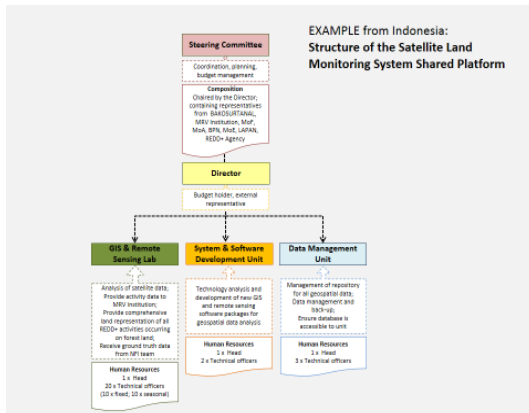 EXAMPLE from Indonesia:
Structure of the Satellite Land
Monitoring System Shared Platform
Steering Committee
Coordination, planning,
budget management
Composition
Chaired by the Director;
containing representatives
from BAKOSURTANAL,
MRV Institution, MoF,
MoA, BPN, MoE, LAPAN,
REDD+ Agency
Director
Budget holder, external
representative
GIS & Remote
Sensing Lab
Analysis of satellite data;
Provide activity data to
MRV Institution;
Provide comprehensive
land representation of all
REDD+ activities occurring
on forest land;
Receive ground truth data
from NFI team
Human Resources
1 x Head
20 x Technical officers
(10 x fixed; 10 x seasonal)
System & Software
Development Unit
Technology analysis and
development of new GIS
and remote sensing
software packages for
geospatial data analysis
Human Resources
1 x Head
2 x Technical officers
Data Management
Unit
Management of repository
for all geospatial data;
Data management and
back-up;
Ensure database is
accessible to unit
Human Resources
1 x Head
3 x Technical officers